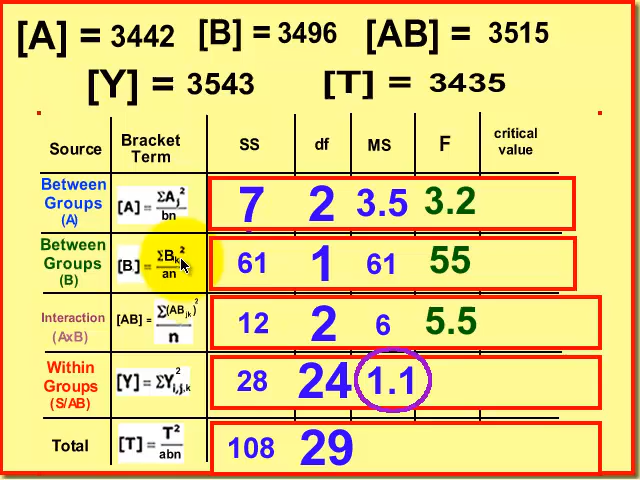 [A] = 3442 [B] = 3496 [AB] = 3515
[Y] = 3543 [T] = 3435
Source Bracket Term SS df MS F critical value
Between Groups (A) [A] = ΣAj² / bn 7 2 3.5 3.2
Between Groups (B) [B] = ΣBk² / an 61 1 61 55
Interaction (AxB) [AB] = Σ(ABjk)² / n 12 2 6 5.5
Within Groups (S/AB) [Y] = ΣY²i,j,k 28 24 1.1
Total [T] = T² / abn 108 29